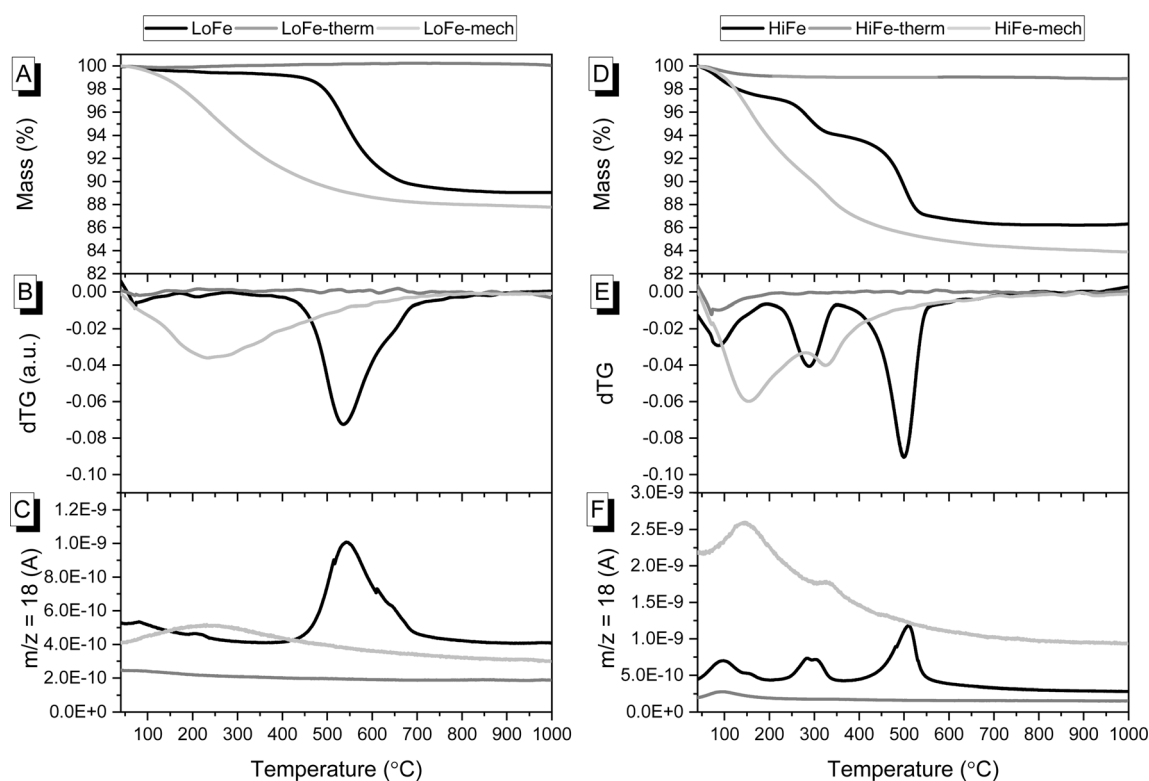 LoFe LoFe-therm LoFe-mech
A
100
98
96
94
92
90
88
86
84
82
Mass (%)
B
0.00
-0.02
-0.04
-0.06
-0.08
-0.10
dTG (a.u.)
C
1.2E-9
1.0E-9
8.0E-10
6.0E-10
4.0E-10
2.0E-10
0.0E+0
m/z = 18 (A)
100 200 300 400 500 600 700 800 900 1000
Temperature (°C)
HiFe HiFe-therm HiFe-mech
D
100
98
96
94
92
90
88
86
84
82
Mass (%)
E
0.00
-0.02
-0.04
-0.06
-0.08
-0.10
dTG
F
3.0E-9
2.5E-9
2.0E-9
1.5E-9
1.0E-9
5.0E-10
0.0E+0
m/z = 18 (A)
100 200 300 400 500 600 700 800 900 1000
Temperature (°C)